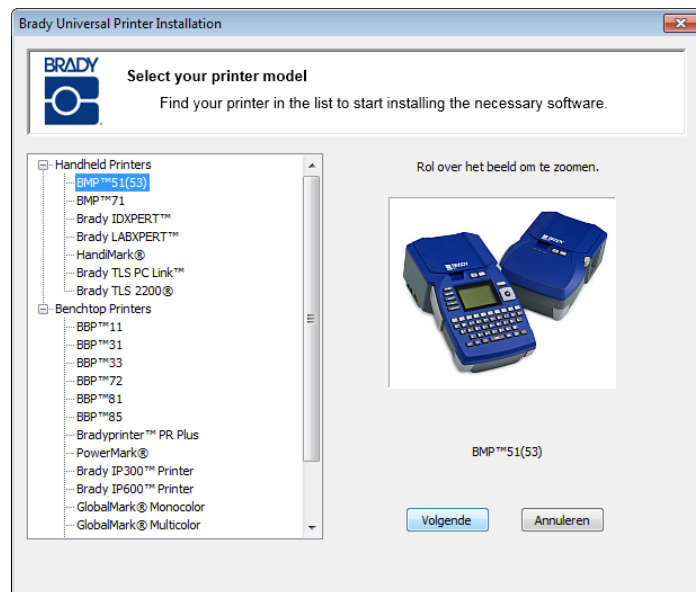 Brady Universal Printer Installation
BRADY
Select your printer model
Find your printer in the list to start installing the necessary software.
Handheld Printers
BMP™51(53)
BMP™71
Brady IDXPERT™
Brady LABXPERT™
HandiMark®
Brady TLS PC Link™
Brady TLS 2200®
Benchtop Printers
BBP™11
BBP™31
BBP™33
BBP™72
BBP™81
BBP™85
Bradyprinter™ PR Plus
PowerMark®
Brady IP300™ Printer
Brady IP600™ Printer
GlobalMark® Monocolor
GlobalMark® Multicolor
Rol over het beeld om te zoomen.
BRADY
BRADY
BMP™51(53)
Volgende
Annuleren